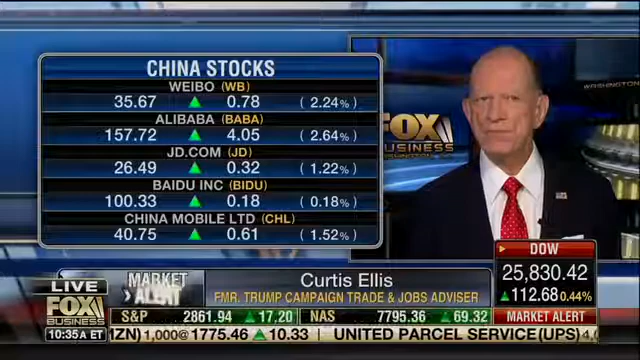 CHINA STOCKS
WEIBO (WB)
35.67 ▲ 0.78 (2.24%)
ALIBABA (BABA)
157.72 ▲ 4.05 (2.64%)
JD.COM (JD)
26.49 ▲ 0.32 (1.22%)
BAIDU INC (BIDU)
100.33 ▲ 0.18 (0.18%)
CHINA MOBILE LTD (CHL)
40.75 ▲ 0.61 (1.52%)
WASHINGTON
FOX
BUSINESS
WASHINGTON
DOW
25,830.42
▲ 112.68 0.44%
MARKET ALERT
MARKET
ALERT
Curtis Ellis
FMR. TRUMP CAMPAIGN TRADE & JOBS ADVISER
LIVE
FOX
BUSINESS
10:35A ET
S&P 2861.94 ▲ 17.20 NAS 7795.36 ▲ 69.32
ZN) 1,000@1775.46 ▲ 10.33 UNITED PARCEL SERVICE (UPS) 4,